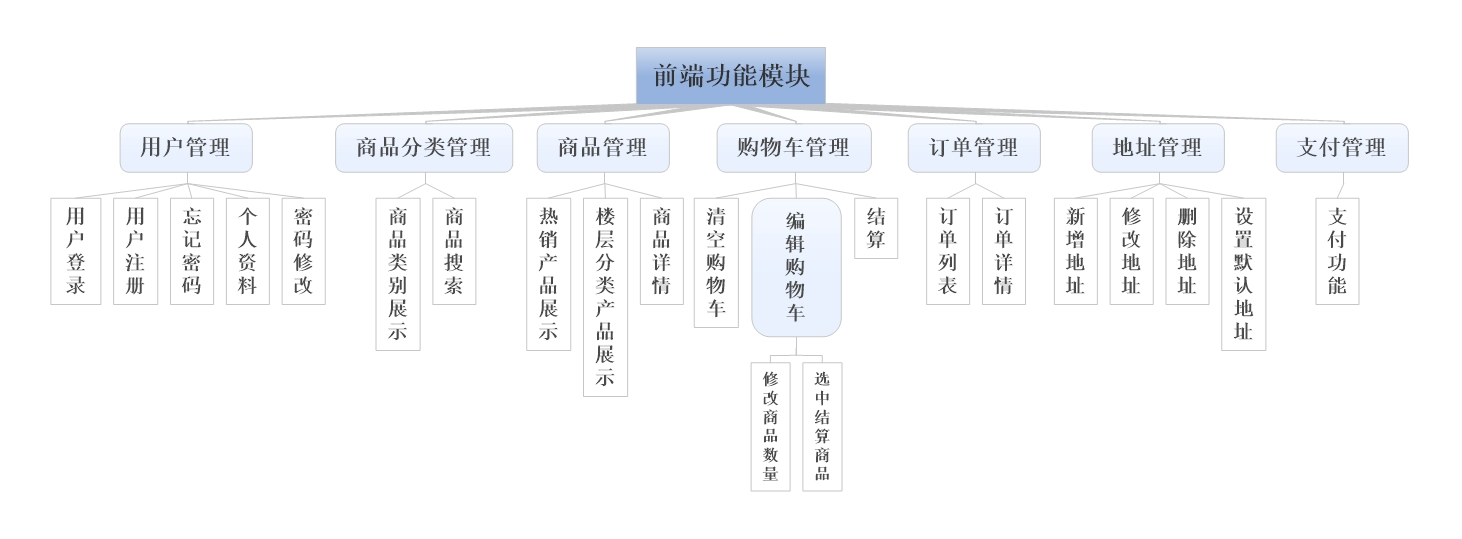 前端功能模块
用户管理
商品分类管理
商品管理
购物车管理
订单管理
地址管理
支付管理
用户登录
用户注册
忘记密码
个人资料
密码修改
商品类别展示
商品搜索
热销产品展示
楼层分类产品展示
商品详情
清空购物车
编辑购物车
结算
订单列表
订单详情
新增地址
修改地址
删除地址
设置默认地址
支付功能
修改商品数量
选中结算商品